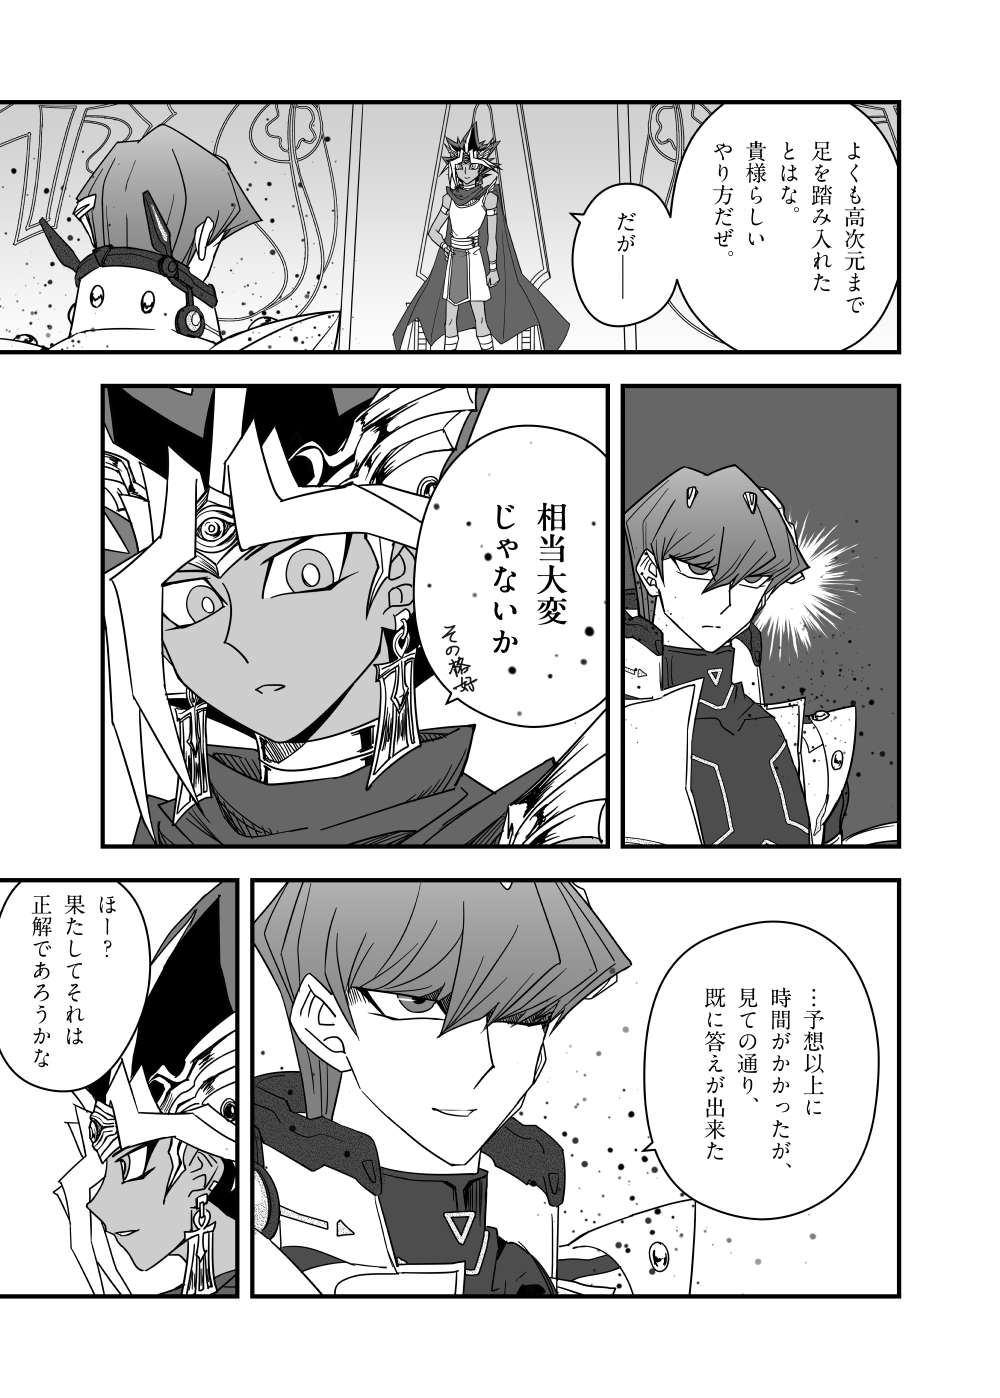 よくも高次元まで
足を踏み入れた
とはな。
貴様らしい
やり方だぜ。
だが──
相当大変
じゃないか
その格好
…予想以上に
時間がかかったが、
見ての通り、
既に答えが出来た
ほー?
果たしてそれは
正解であろうかな